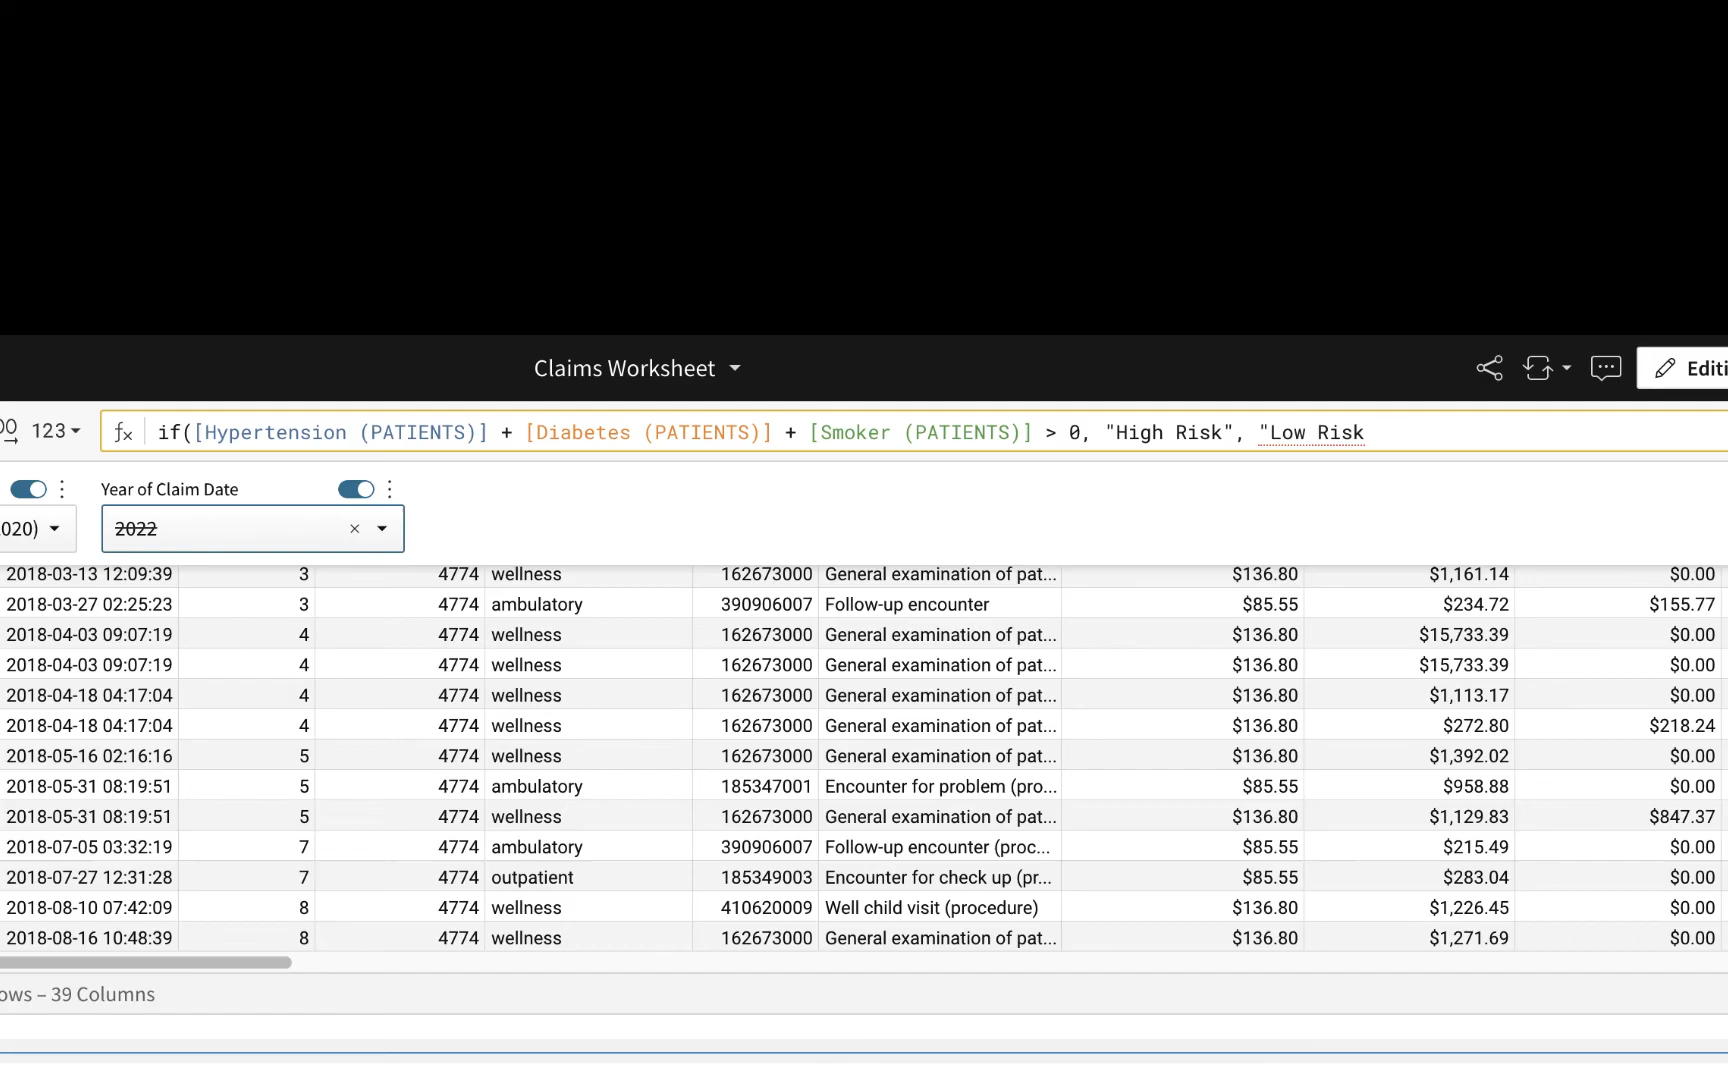 Claims Worksheet
Editi
123
fx if([Hypertension (PATIENTS)] + [Diabetes (PATIENTS)] + [Smoker (PATIENTS)] > 0, "High Risk", "Low Risk
Year of Claim Date
020) 2022
2018-03-13 12:09:39 3 4774 wellness 162673000 General examination of pat... $136.80 $1,161.14 $0.00
2018-03-27 02:25:23 3 4774 ambulatory 390906007 Follow-up encounter $85.55 $234.72 $155.77
2018-04-03 09:07:19 4 4774 wellness 162673000 General examination of pat... $136.80 $15,733.39 $0.00
2018-04-03 09:07:19 4 4774 wellness 162673000 General examination of pat... $136.80 $15,733.39 $0.00
2018-04-18 04:17:04 4 4774 wellness 162673000 General examination of pat... $136.80 $1,113.17 $0.00
2018-04-18 04:17:04 4 4774 wellness 162673000 General examination of pat... $136.80 $272.80 $218.24
2018-05-16 02:16:16 5 4774 wellness 162673000 General examination of pat... $136.80 $1,392.02 $0.00
2018-05-31 08:19:51 5 4774 ambulatory 185347001 Encounter for problem (pro... $85.55 $958.88 $0.00
2018-05-31 08:19:51 5 4774 wellness 162673000 General examination of pat... $136.80 $1,129.83 $847.37
2018-07-05 03:32:19 7 4774 ambulatory 390906007 Follow-up encounter (proc... $85.55 $215.49 $0.00
2018-07-27 12:31:28 7 4774 outpatient 185349003 Encounter for check up (pr... $85.55 $283.04 $0.00
2018-08-10 07:42:09 8 4774 wellness 410620009 Well child visit (procedure) $136.80 $1,226.45 $0.00
2018-08-16 10:48:39 8 4774 wellness 162673000 General examination of pat... $136.80 $1,271.69 $0.00
ows – 39 Columns